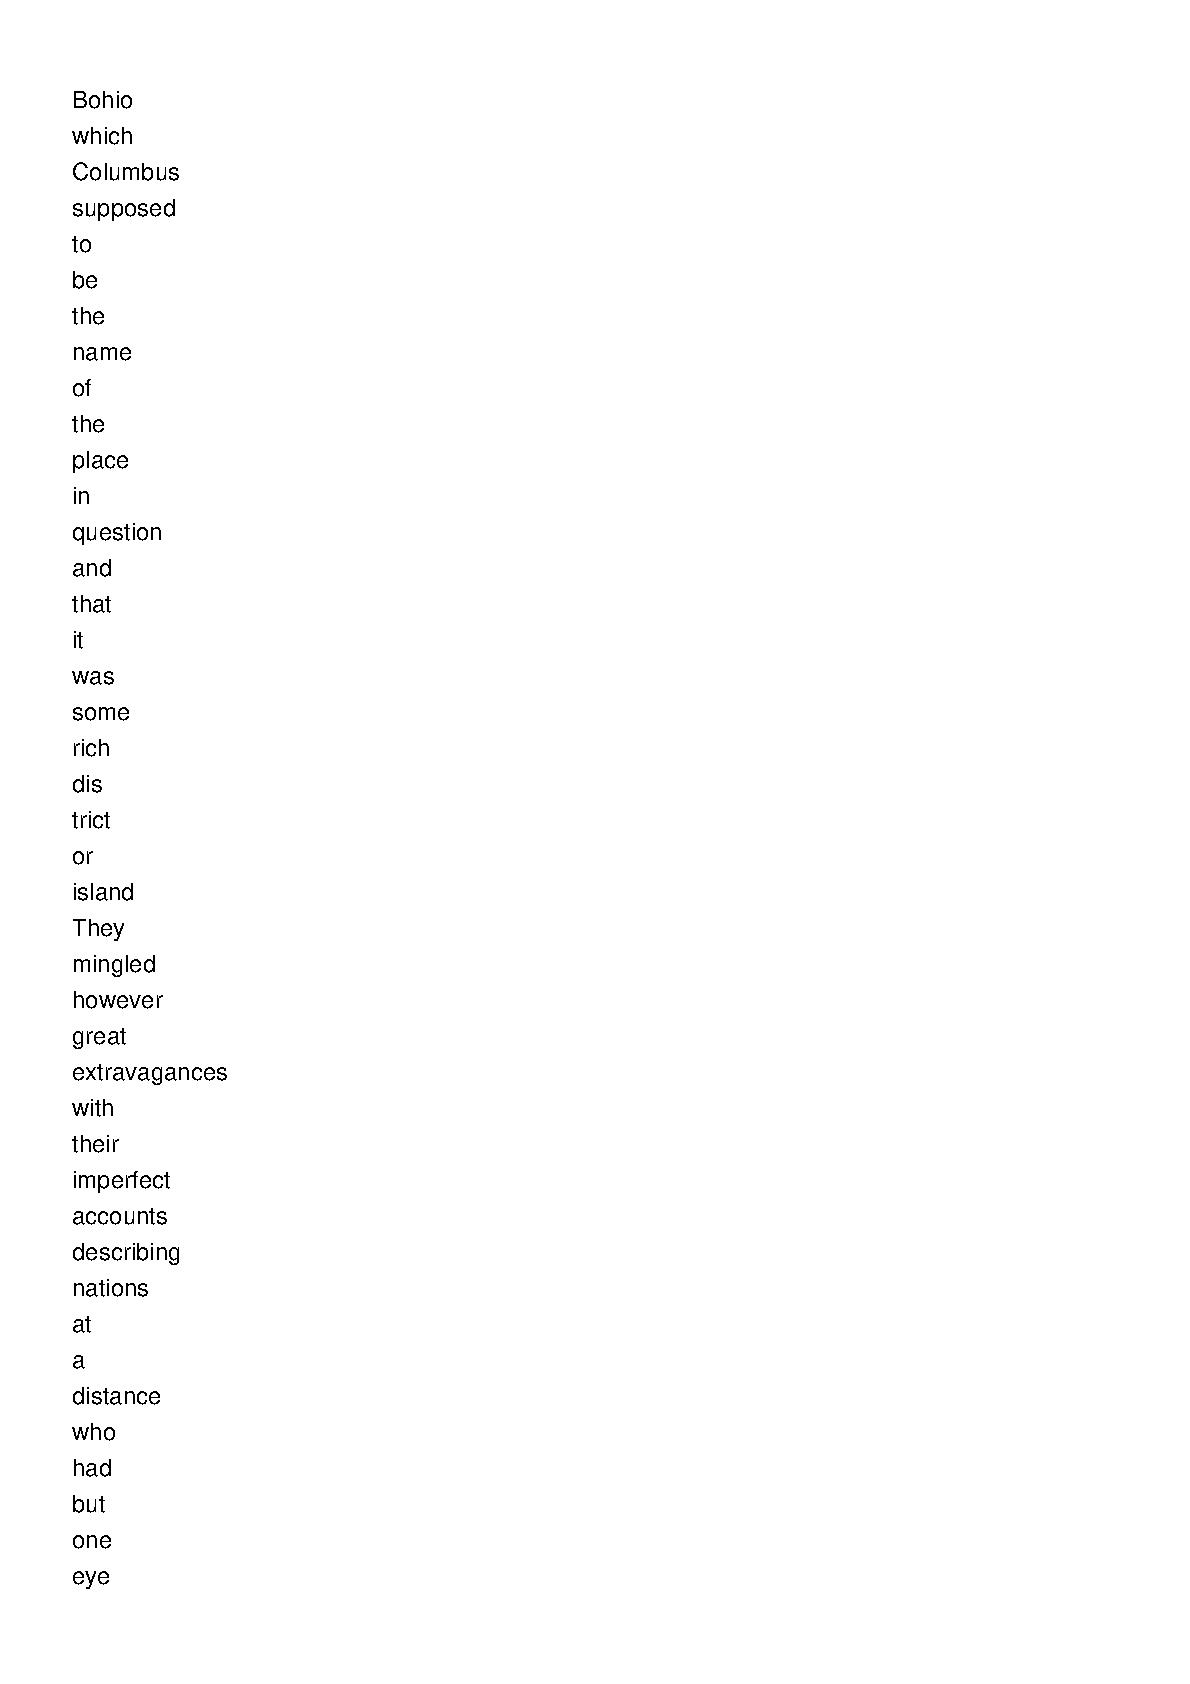 Bohio
which
Columbus
supposed
to
be
the
name
of
the
place
in
question
and
that
it
was
some
rich
dis
trict
or
island
They
mingled
however
great
extravagances
with
their
imperfect
accounts
describing
nations
at
a
distance
who
had
but
one
eye